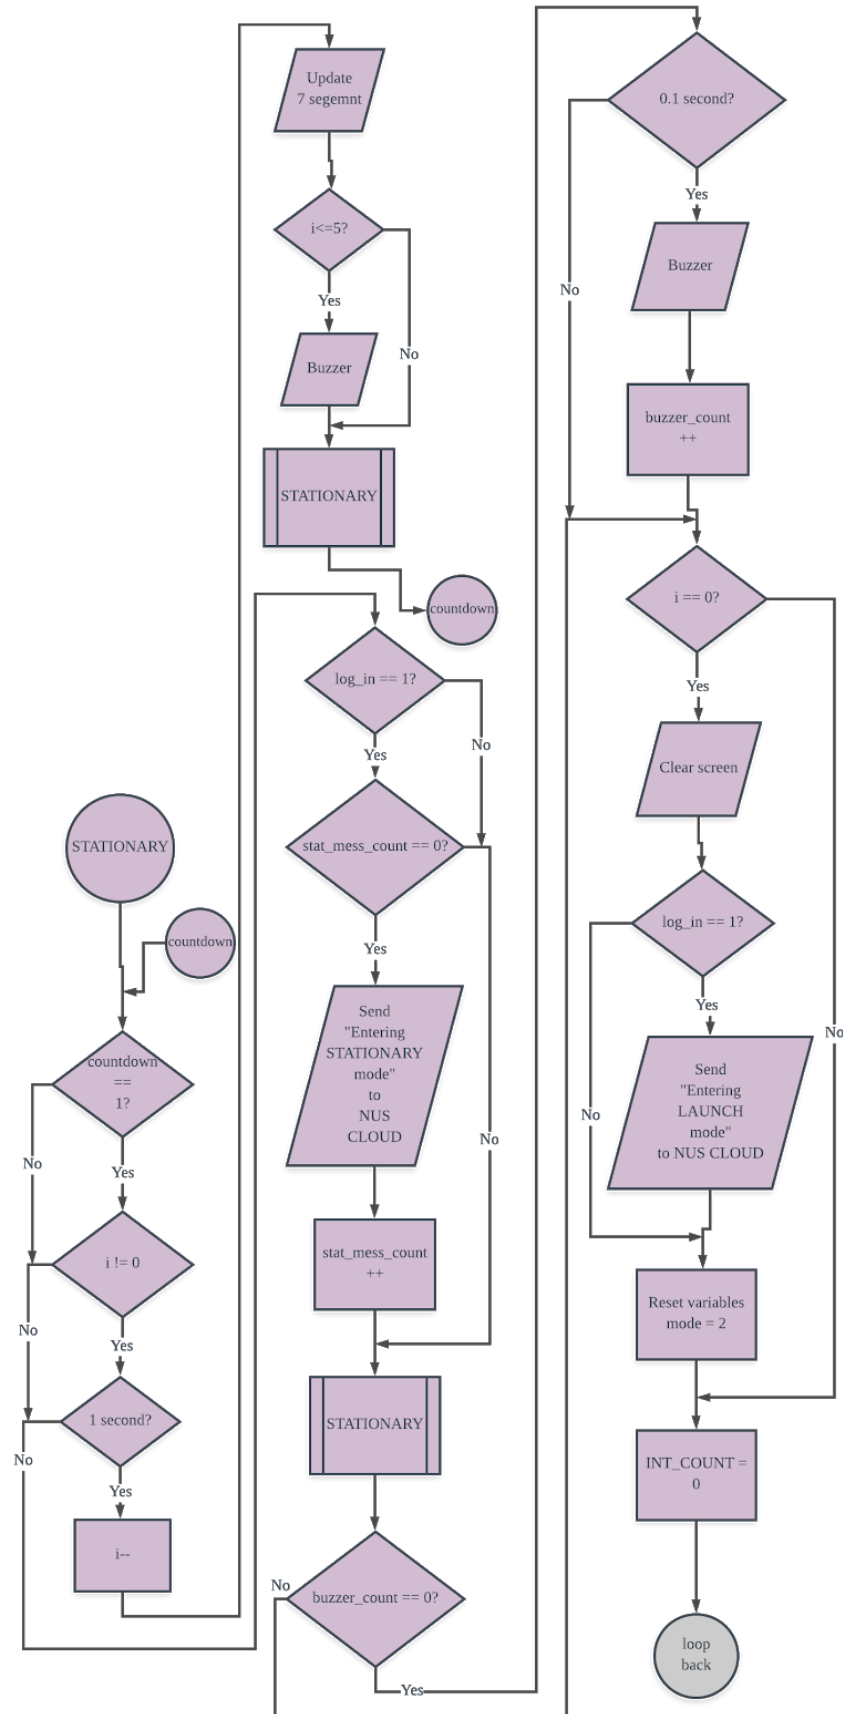 STATIONARY
countdown
countdown
==
1?
No
Yes
i != 0
No
Yes
1 second?
No
Yes
i--
Update
7 segemnt
i<=5?
Yes
No
Buzzer
STATIONARY
countdown
log_in == 1?
No
Yes
stat_mess_count == 0?
Yes
Send
"Entering
STATIONARY
mode"
to
NUS
CLOUD
No
stat_mess_count
++
STATIONARY
buzzer_count == 0?
No
Yes
0.1 second?
Yes
No
Buzzer
buzzer_count
++
i == 0?
Yes
Clear screen
log_in == 1?
Yes
No
Send
"Entering
LAUNCH
mode"
to NUS CLOUD
No
Reset variables
mode = 2
INT_COUNT =
0
loop
back